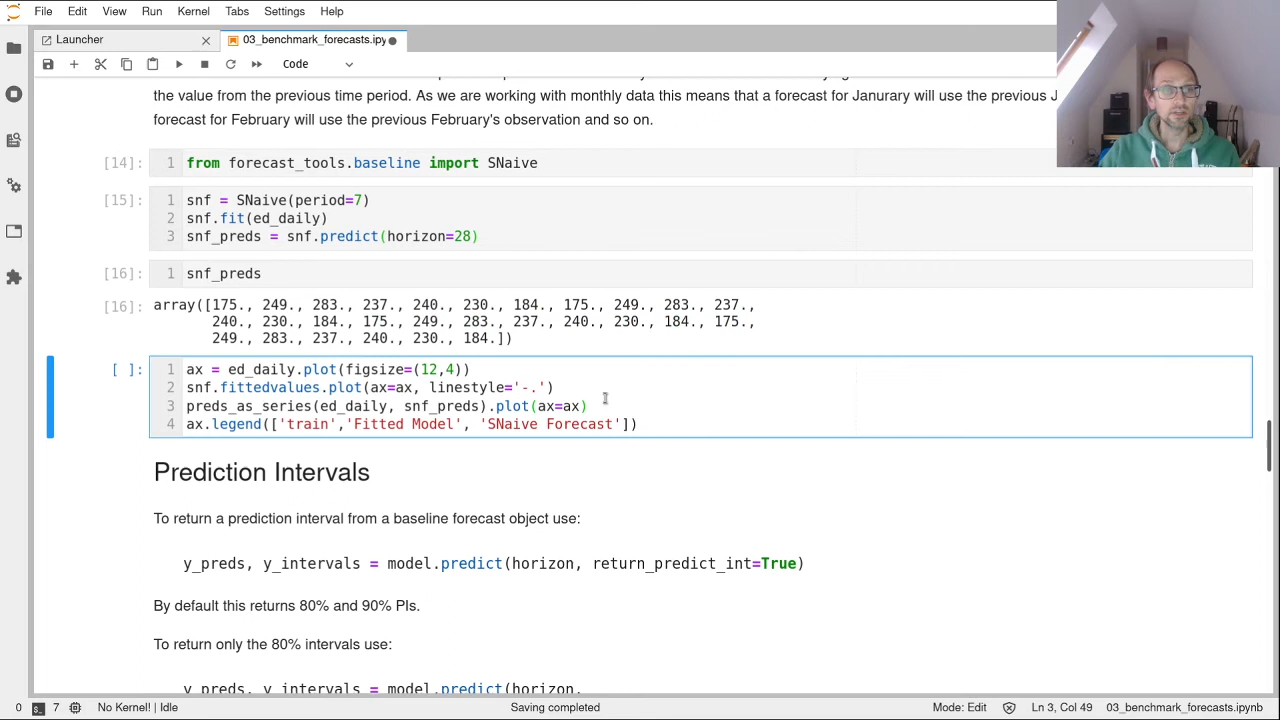 File Edit View Run Kernel Tabs Settings Help
Launcher
03_benchmark_forecasts.ipy
Code
the value from the previous time period. As we are working with monthly data this means that a forecast for Janurary will use the previous J
forecast for February will use the previous February's observation and so on.
[14]: 1 from forecast_tools.baseline import SNaive
[15]: 1 snf = SNaive(period=7)
2 snf.fit(ed_daily)
3 snf_preds = snf.predict(horizon=28)
[16]: 1 snf_preds
[16]: array([175., 249., 283., 237., 240., 230., 184., 175., 249., 283., 237.,
240., 230., 184., 175., 249., 283., 237., 240., 230., 184., 175.,
249., 283., 237., 240., 230., 184.])
[ ]: 1 ax = ed_daily.plot(figsize=(12,4))
2 snf.fittedvalues.plot(ax=ax, linestyle='-.')
3 preds_as_series(ed_daily, snf_preds).plot(ax=ax)
4 ax.legend(['train','Fitted Model', 'SNaive Forecast'])
Prediction Intervals
To return a prediction interval from a baseline forecast object use:
y_preds, y_intervals = model.predict(horizon, return_predict_int=True)
By default this returns 80% and 90% PIs.
To return only the 80% intervals use:
y_preds, y_intervals = model.predict(horizon,
0 7 No Kernel! | Idle Saving completed Mode: Edit Ln 3, Col 49 03_benchmark_forecasts.ipynb